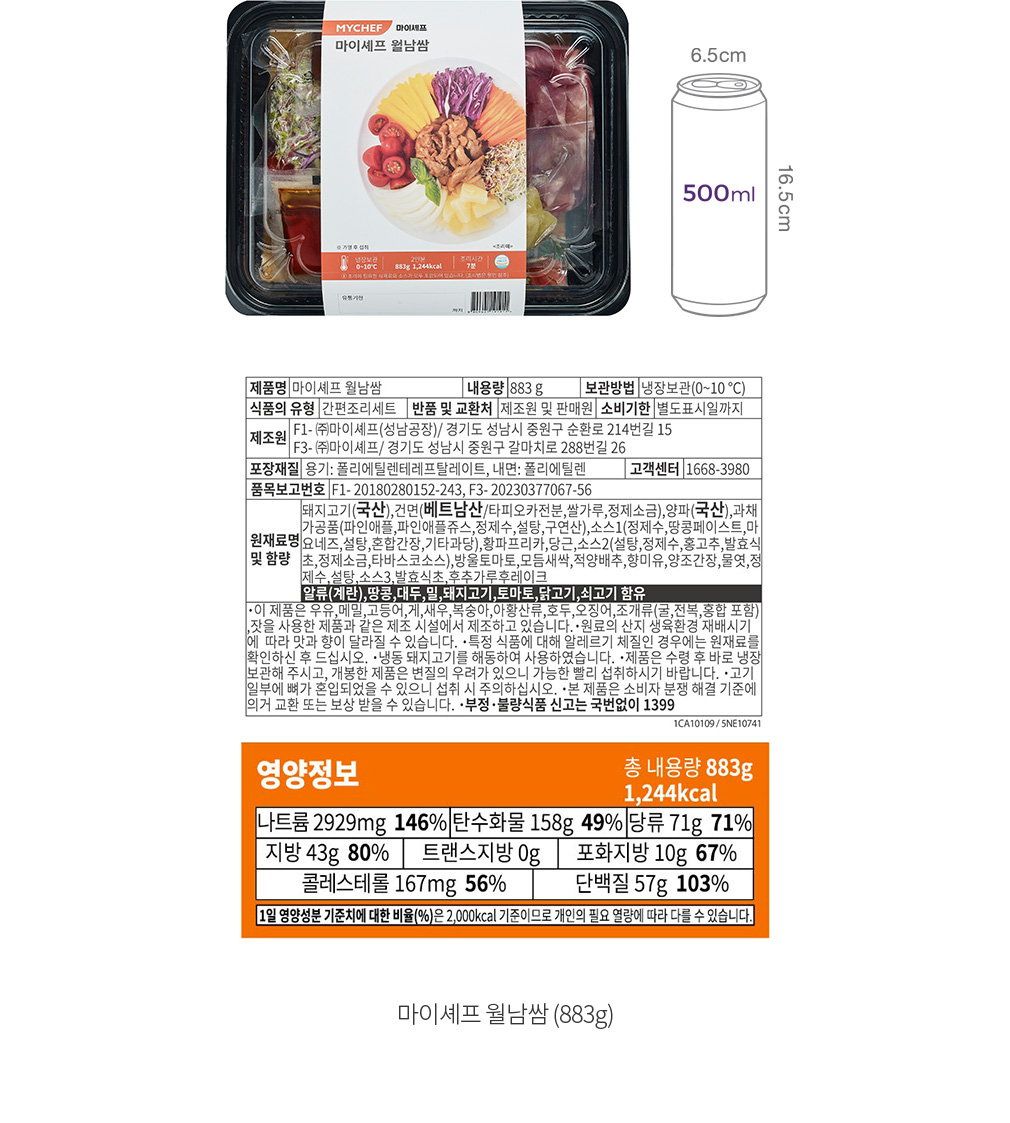 MYCHEF 마이셰프
마이셰프 월남쌈
※ 가열 후 섭취
<조리예>
냉장보관
0~10℃
2인분
883g 1,244kcal
조리시간
7분
유통기한
까지
6.5cm
500ml
16.5cm
제품명 마이셰프 월남쌈 내용량 883 g 보관방법 냉장보관(0~10 ℃)
식품의 유형 간편조리세트 반품 및 교환처 제조원 및 판매원 소비기한 별도표시일까지
제조원 F1- ㈜마이셰프(성남공장)/ 경기도 성남시 중원구 순환로 214번길 15
F3- ㈜마이셰프/ 경기도 성남시 중원구 갈마치로 288번길 26
포장재질 용기: 폴리에틸렌테레프탈레이트, 내면: 폴리에틸렌 고객센터 1668-3980
품목보고번호 F1- 20180280152-243, F3- 20230377067-56
원재료명 및 함량
돼지고기(국산),건면(베트남산/타피오카전분,쌀가루,정제소금),양파(국산),과채
가공품(파인애플,파인애플쥬스,정제수,설탕,구연산),소스1(정제수,땅콩페이스트,마
요네즈,설탕,혼합간장,기타과당),황파프리카,당근,소스2(설탕,정제수,홍고추,발효식
초,정제소금,타바스코소스),방울토마토,모듬새싹,적양배추,향미유,양조간장,물엿,정
제수,설탕,소스3,발효식초,후추가루후레이크
알류(계란),땅콩,대두,밀,돼지고기,토마토,닭고기,쇠고기 함유
•이 제품은 우유,메밀,고등어,게,새우,복숭아,아황산류,호두,오징어,조개류(굴,전복,홍합 포함)
,잣을 사용한 제품과 같은 제조 시설에서 제조하고 있습니다.•원료의 산지 생육환경 재배시기
에 따라 맛과 향이 달라질 수 있습니다. •특정 식품에 대해 알레르기 체질인 경우에는 원재료를
확인하신 후 드십시오. •냉동 돼지고기를 해동하여 사용하였습니다. •제품은 수령 후 바로 냉장
보관해 주시고, 개봉한 제품은 변질의 우려가 있으니 가능한 빨리 섭취하시기 바랍니다. •고기
일부에 뼈가 혼입되었을 수 있으니 섭취 시 주의하십시오. •본 제품은 소비자 분쟁 해결 기준에
의거 교환 또는 보상 받을 수 있습니다. •부정•불량식품 신고는 국번없이 1399
1CA10109 / 5NE10741
영양정보
총 내용량 883g
1,244kcal
나트륨 2929mg 146% 탄수화물 158g 49% 당류 71g 71%
지방 43g 80% 트랜스지방 0g 포화지방 10g 67%
콜레스테롤 167mg 56% 단백질 57g 103%
1일 영양성분 기준치에 대한 비율(%)은 2,000kcal 기준이므로 개인의 필요 열량에 따라 다를 수 있습니다.
마이셰프 월남쌈 (883g)